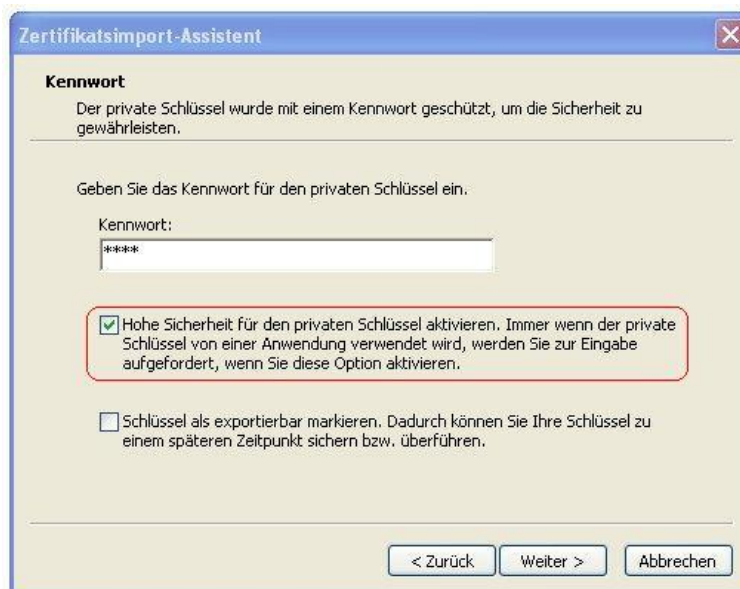 Zertifikatsimport-Assistent
Kennwort
Der private Schlüssel wurde mit einem Kennwort geschützt, um die Sicherheit zu
gewährleisten.
Geben Sie das Kennwort für den privaten Schlüssel ein.
Kennwort:
****
Hohe Sicherheit für den privaten Schlüssel aktivieren. Immer wenn der private
Schlüssel von einer Anwendung verwendet wird, werden Sie zur Eingabe
aufgefordert, wenn Sie diese Option aktivieren.
Schlüssel als exportierbar markieren. Dadurch können Sie Ihre Schlüssel zu
einem späteren Zeitpunkt sichern bzw. überführen.
< Zurück Weiter > Abbrechen